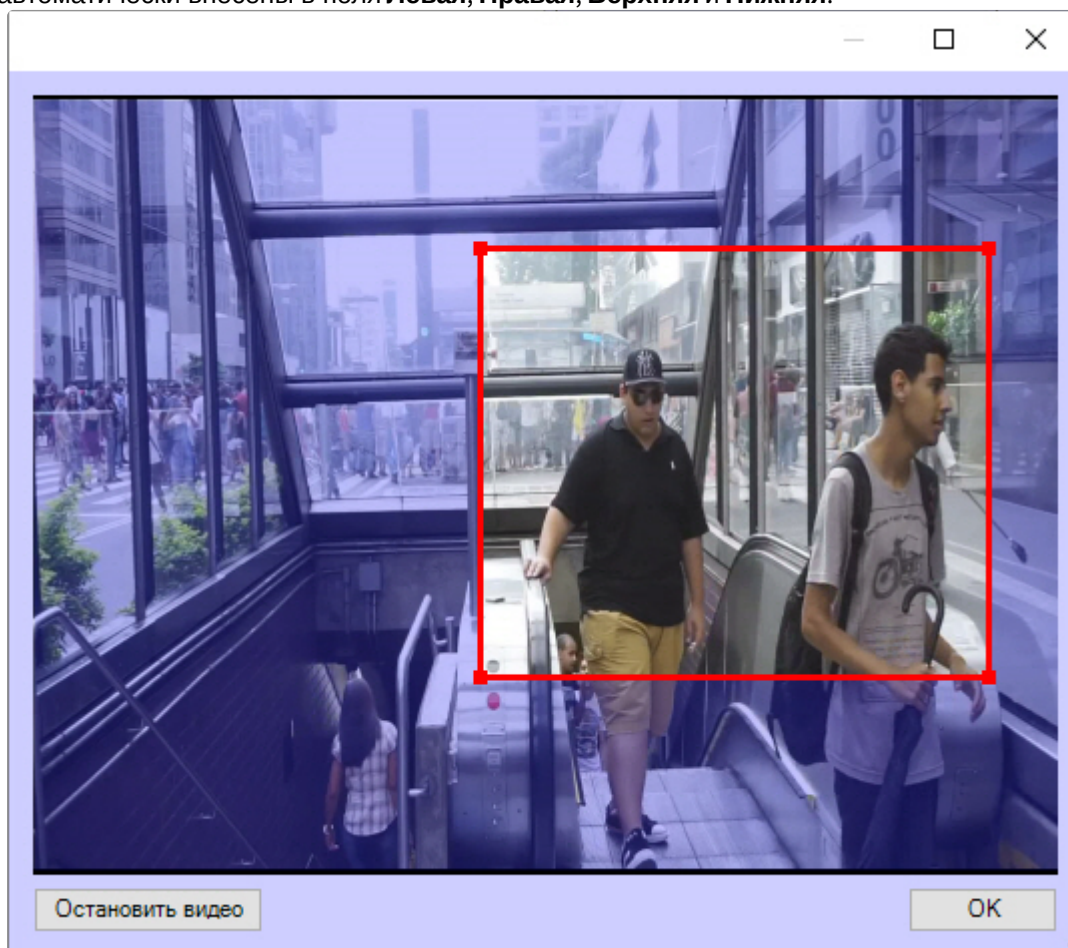 автоматически внесены в поля Левая, Правая, Верхняя и Нижняя.
Остановить видео
OK